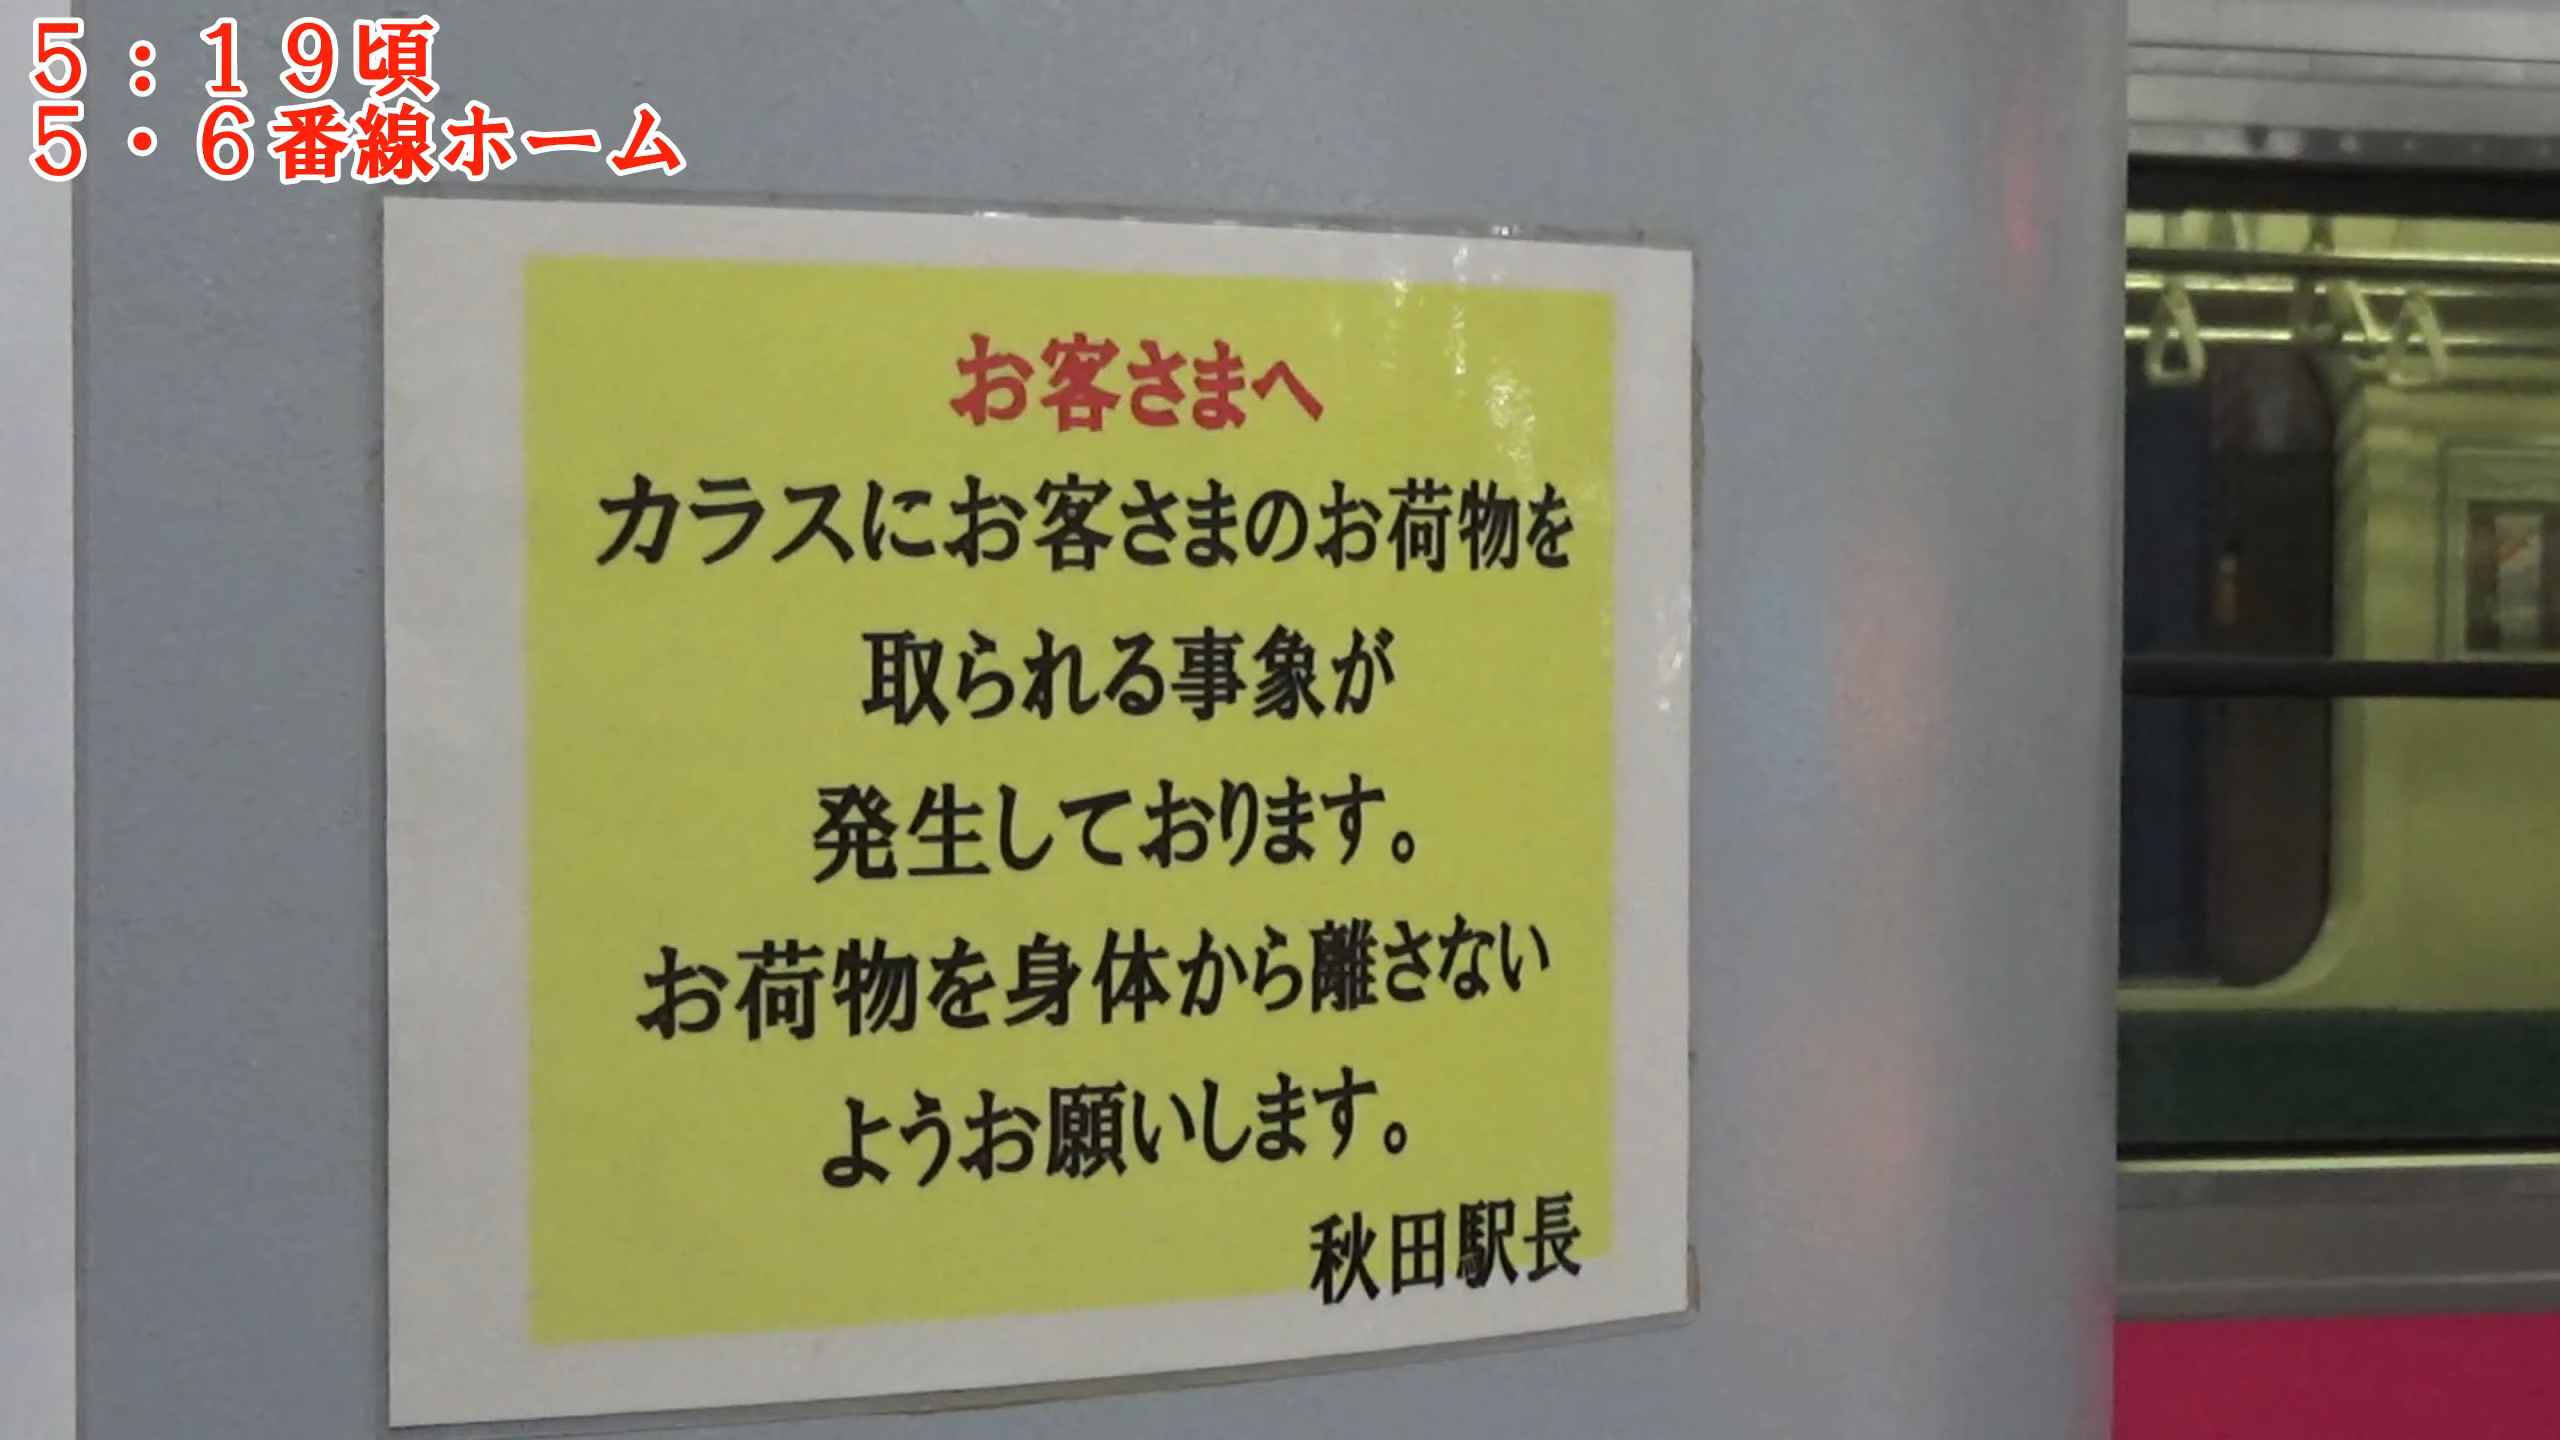 ５：１９頃
５・６番線ホーム
お客さまへ
カラスにお客さまのお荷物を
取られる事象が
発生しております。
お荷物を身体から離さない
ようお願いします。
秋田駅長